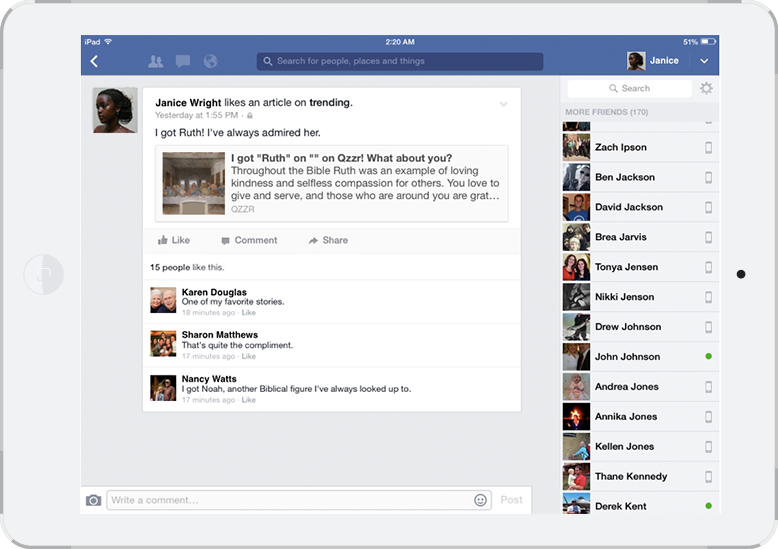 iPad
2:20 AM
51%
Search for people, places and things
Janice
Janice Wright likes an article on trending.
Yesterday at 1:55 PM ·
I got Ruth! I've always admired her.
I got "Ruth" on "" on Qzzr! What about you?
Throughout the Bible Ruth was an example of loving
kindness and selfless compassion for others. You love to
give and serve, and those who are around you are grat…
QZZR
Like
Comment
Share
15 people like this.
Karen Douglas
One of my favorite stories.
18 minutes ago · Like
Sharon Matthews
That's quite the compliment.
17 minutes ago · Like
Nancy Watts
I got Noah, another Biblical figure I've always looked up to.
17 minutes ago · Like
Write a comment…
Post
Search
MORE FRIENDS (170)
Zach Ipson
Ben Jackson
David Jackson
Brea Jarvis
Tonya Jensen
Nikki Jenson
Drew Johnson
John Johnson
Andrea Jones
Annika Jones
Kellen Jones
Thane Kennedy
Derek Kent